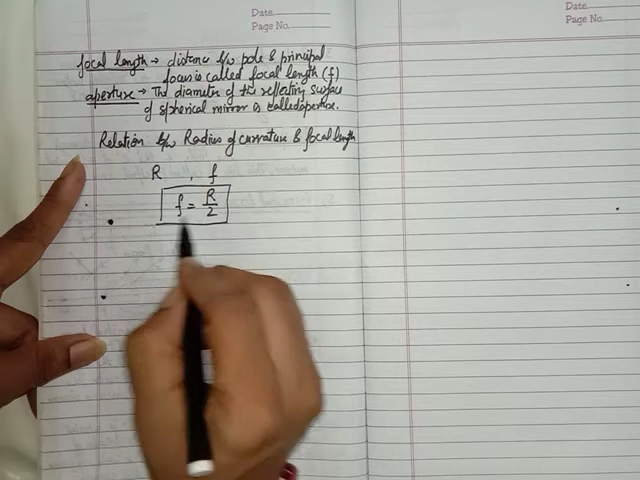 Date
Page No.
Date
Page No.
focal length → distance b/w pole & principal
focus is called focal length (f)
aperture → The diameter of the reflecting surface
of spherical mirror is called aperture.
Relation b/w Radius of curvature & focal length
R , f
f = R/2